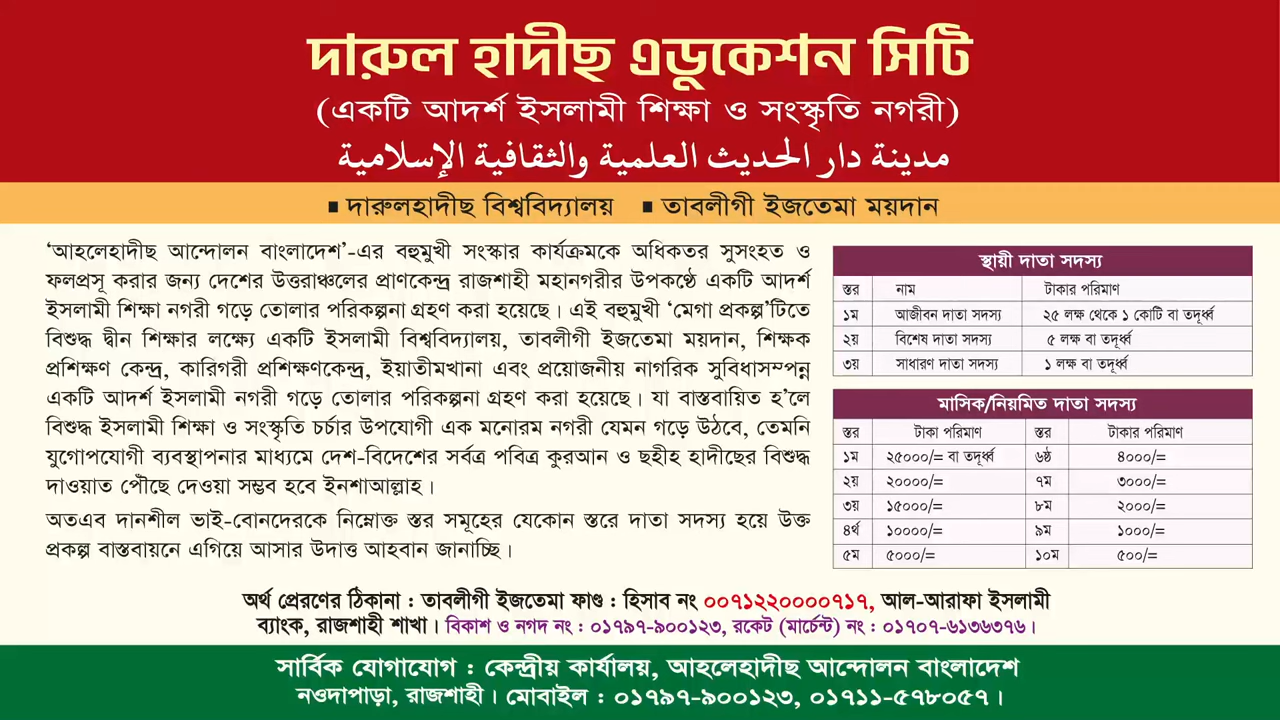 দারুল হাদীছ এডুকেশন সিটি
(একটি আদর্শ ইসলামী শিক্ষা ও সংস্কৃতি নগরী)
مدينة دار الحديث العلمية والثقافية الإسلامية
▪ দারুলহাদীছ বিশ্ববিদ্যালয় ▪ তাবলীগী ইজতেমা ময়দান
‘আহলেহাদীছ আন্দোলন বাংলাদেশ’-এর বহুমুখী সংস্কার কার্যক্রমকে অধিকতর সুসংহত ও
ফলপ্রসূ করার জন্য দেশের উত্তরাঞ্চলের প্রাণকেন্দ্র রাজশাহী মহানগরীর উপকণ্ঠে একটি আদর্শ
ইসলামী শিক্ষা নগরী গড়ে তোলার পরিকল্পনা গ্রহণ করা হয়েছে। এই বহুমুখী ‘মেগা প্রকল্প’টিতে
বিশুদ্ধ দ্বীন শিক্ষার লক্ষ্যে একটি ইসলামী বিশ্ববিদ্যালয়, তাবলীগী ইজতেমা ময়দান, শিক্ষক
প্রশিক্ষণ কেন্দ্র, কারিগরী প্রশিক্ষণকেন্দ্র, ইয়াতীমখানা এবং প্রয়োজনীয় নাগরিক সুবিধাসম্পন্ন
একটি আদর্শ ইসলামী নগরী গড়ে তোলার পরিকল্পনা গ্রহণ করা হয়েছে। যা বাস্তবায়িত হ’লে
বিশুদ্ধ ইসলামী শিক্ষা ও সংস্কৃতি চর্চার উপযোগী এক মনোরম নগরী যেমন গড়ে উঠবে, তেমনি
যুগোপযোগী ব্যবস্থাপনার মাধ্যমে দেশ-বিদেশের সর্বত্র পবিত্র কুরআন ও ছহীহ হাদীছের বিশুদ্ধ
দাওয়াত পৌঁছে দেওয়া সম্ভব হবে ইনশাআল্লাহ।
অতএব দানশীল ভাই-বোনদেরকে নিম্নোক্ত স্তর সমূহের যেকোন স্তরে দাতা সদস্য হয়ে উক্ত
প্রকল্প বাস্তবায়নে এগিয়ে আসার উদাত্ত আহবান জানাচ্ছি।
স্থায়ী দাতা সদস্য
স্তর নাম টাকার পরিমাণ
১ম আজীবন দাতা সদস্য ২৫ লক্ষ থেকে ১ কোটি বা তদূর্ধ্ব
২য় বিশেষ দাতা সদস্য ৫ লক্ষ বা তদূর্ধ্ব
৩য় সাধারণ দাতা সদস্য ১ লক্ষ বা তদূর্ধ্ব
মাসিক/নিয়মিত দাতা সদস্য
স্তর টাকা পরিমাণ স্তর টাকার পরিমাণ
১ম ২৫০০০/= বা তদূর্ধ্ব ৬ষ্ঠ ৪০০০/=
২য় ২০০০০/= ৭ম ৩০০০/=
৩য় ১৫০০০/= ৮ম ২০০০/=
৪র্থ ১০০০০/= ৯ম ১০০০/=
৫ম ৫০০০/= ১০ম ৫০০/=
অর্থ প্রেরণের ঠিকানা : তাবলীগী ইজতেমা ফাণ্ড : হিসাব নং ০০৭১২২০০০০৭১৭, আল-আরাফা ইসলামী
ব্যাংক, রাজশাহী শাখা। বিকাশ ও নগদ নং : ০১৭৯৭-৯০০১২৩, রকেট (মার্চেন্ট) নং : ০১৭০৭-৬১৩৬৩৭৬।
সার্বিক যোগাযোগ : কেন্দ্রীয় কার্যালয়, আহলেহাদীছ আন্দোলন বাংলাদেশ
নওদাপাড়া, রাজশাহী। মোবাইল : ০১৭৯৭-৯০০১২৩, ০১৭১১-৫৭৮০৫৭।